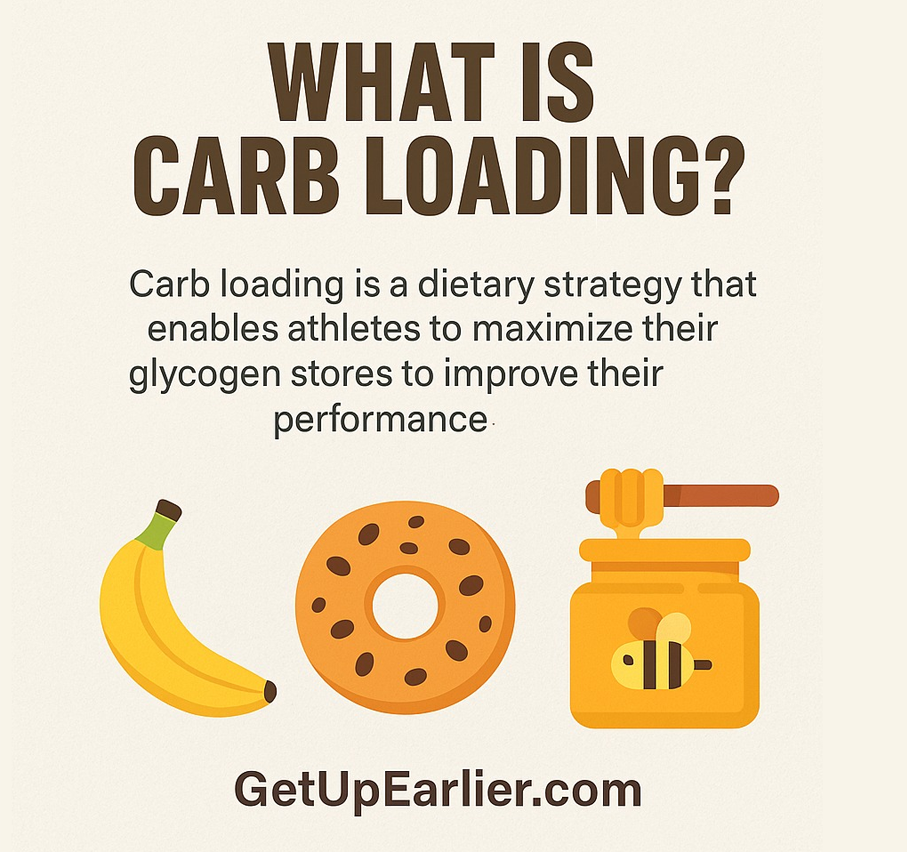 WHAT IS
CARB LOADING?
Carb loading is a dietary strategy that
enables athletes to maximize their
glycogen stores to improve their
performance.
GetUpEarlier.com